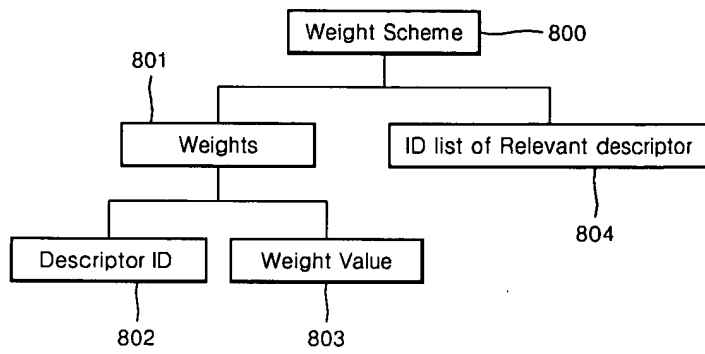 Weight Scheme
800
801
Weights
ID list of Relevant descriptor
804
Descriptor ID
Weight Value
802
803